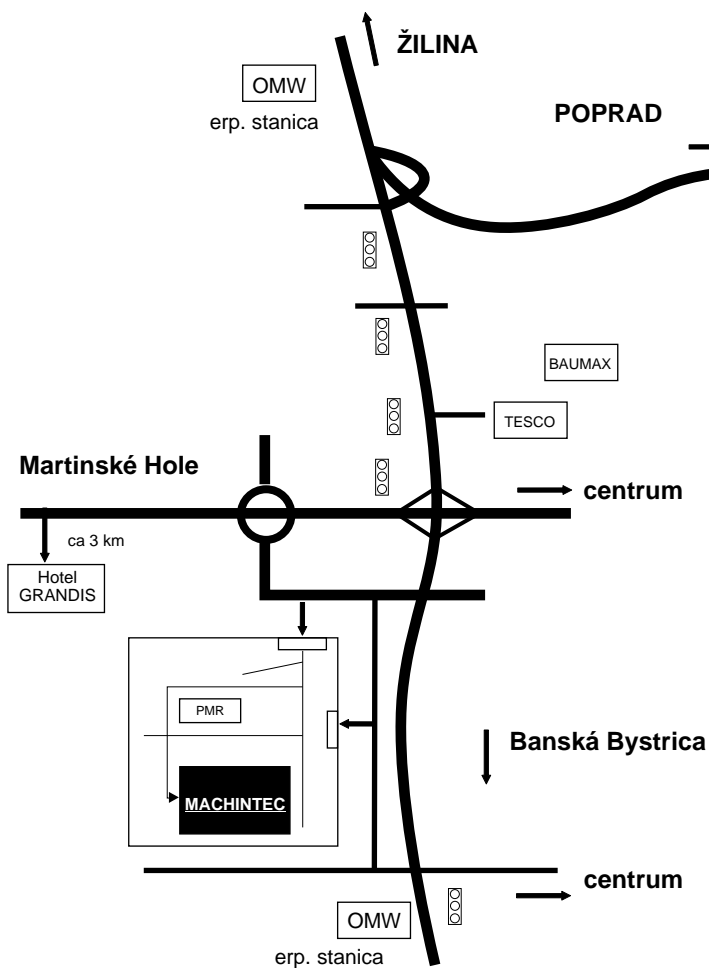 ŽILINA
OMW
erp. stanica
POPRAD
BAUMAX
TESCO
Martinské Hole
centrum
ca 3 km
Hotel
GRANDIS
PMR
Banská Bystrica
MACHINTEC
centrum
OMW
erp. stanica